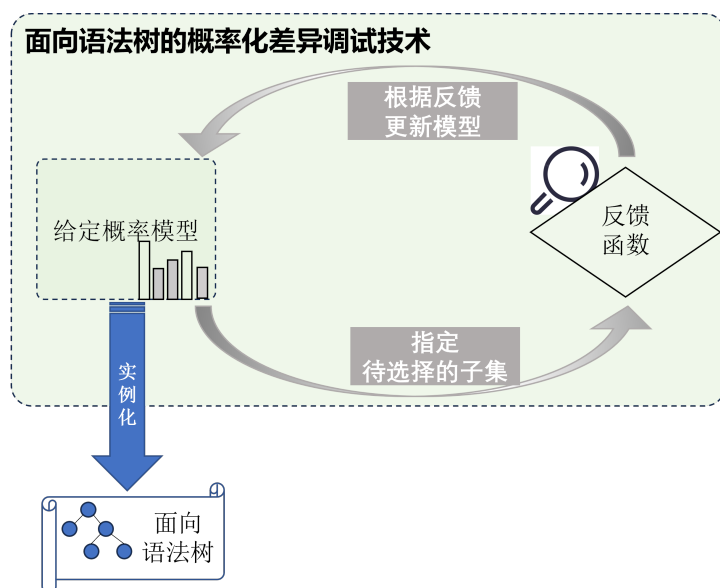 面向语法树的概率化差异调试技术
根据反馈
更新模型
给定概率模型
反馈
函数
指定
待选择的子集
实
例
化
面向
语法树